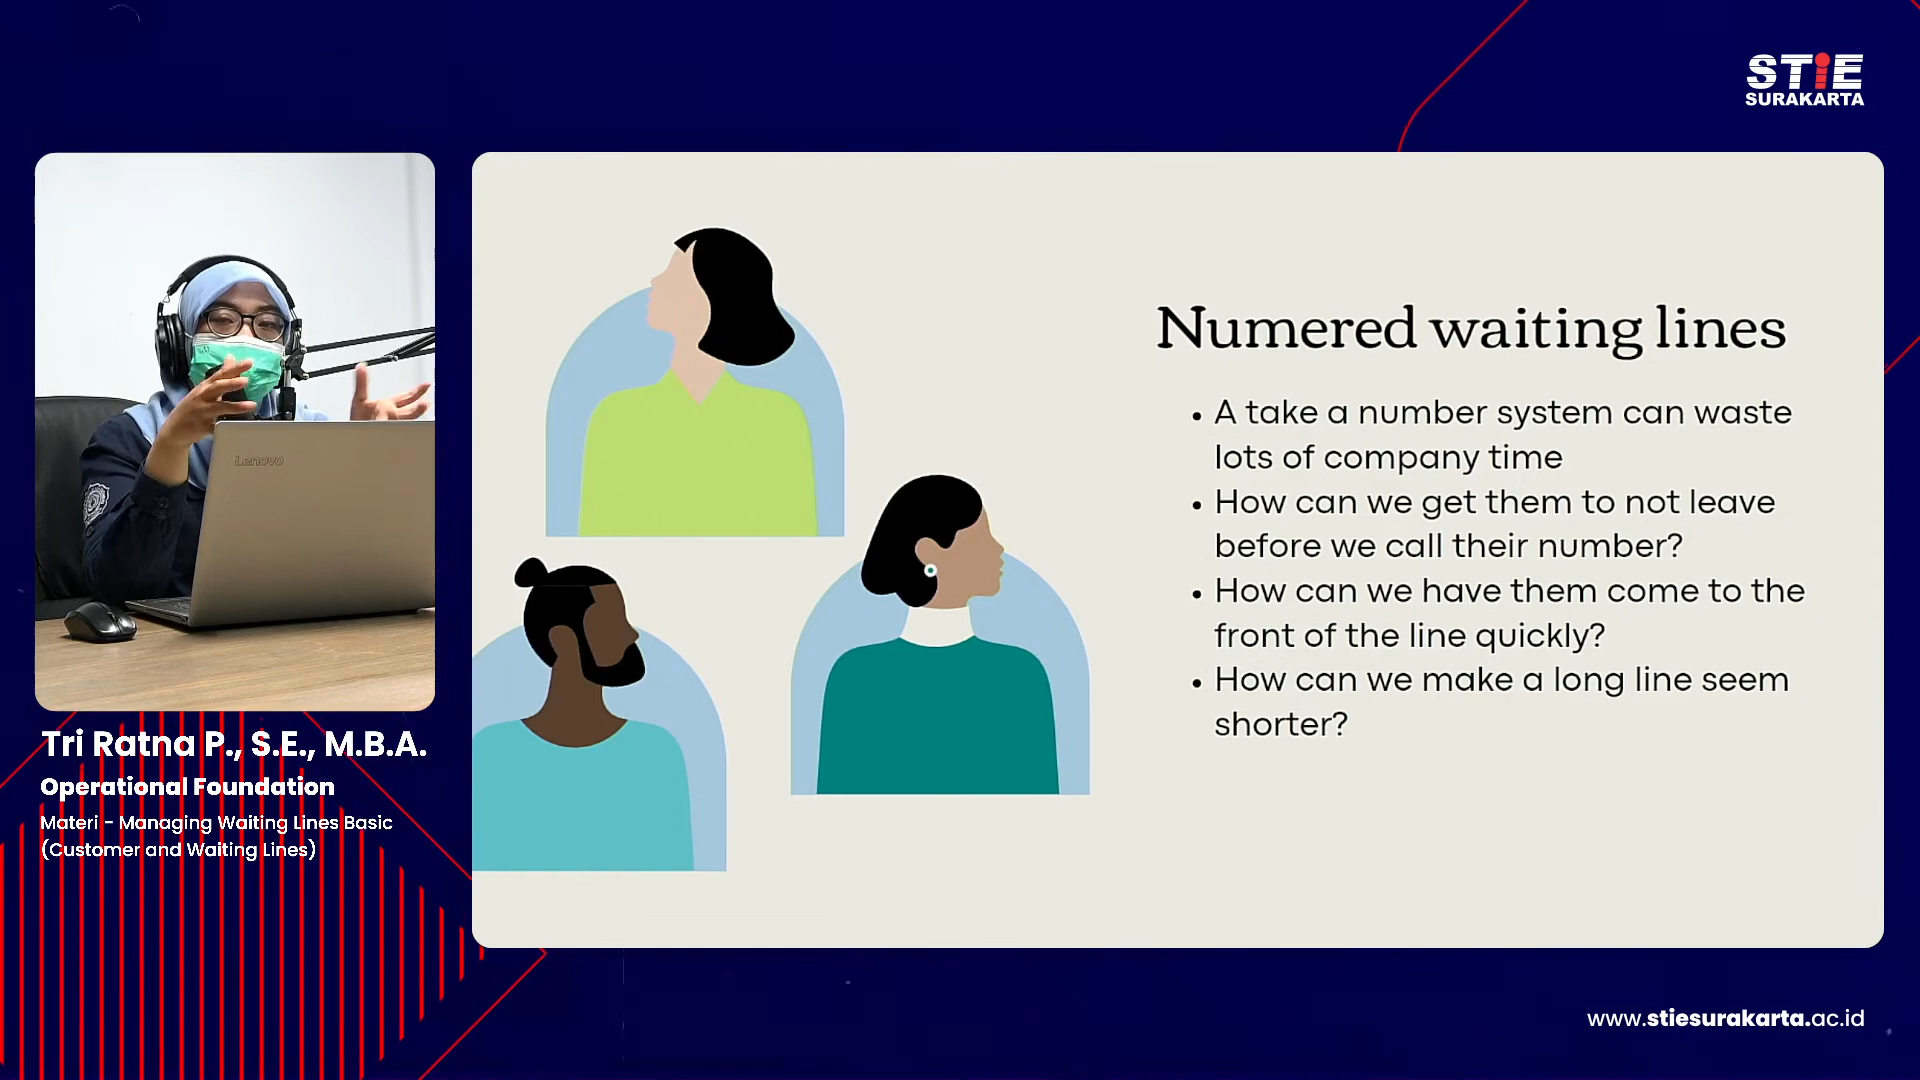 STiE
SURAKARTA
Lenovo
Tri Ratna P., S.E., M.B.A.
Operational Foundation
Materi - Managing Waiting Lines Basic
(Customer and Waiting Lines)
Numered waiting lines
• A take a number system can waste
lots of company time
• How can we get them to not leave
before we call their number?
• How can we have them come to the
front of the line quickly?
• How can we make a long line seem
shorter?
www.stiesurakarta.ac.id